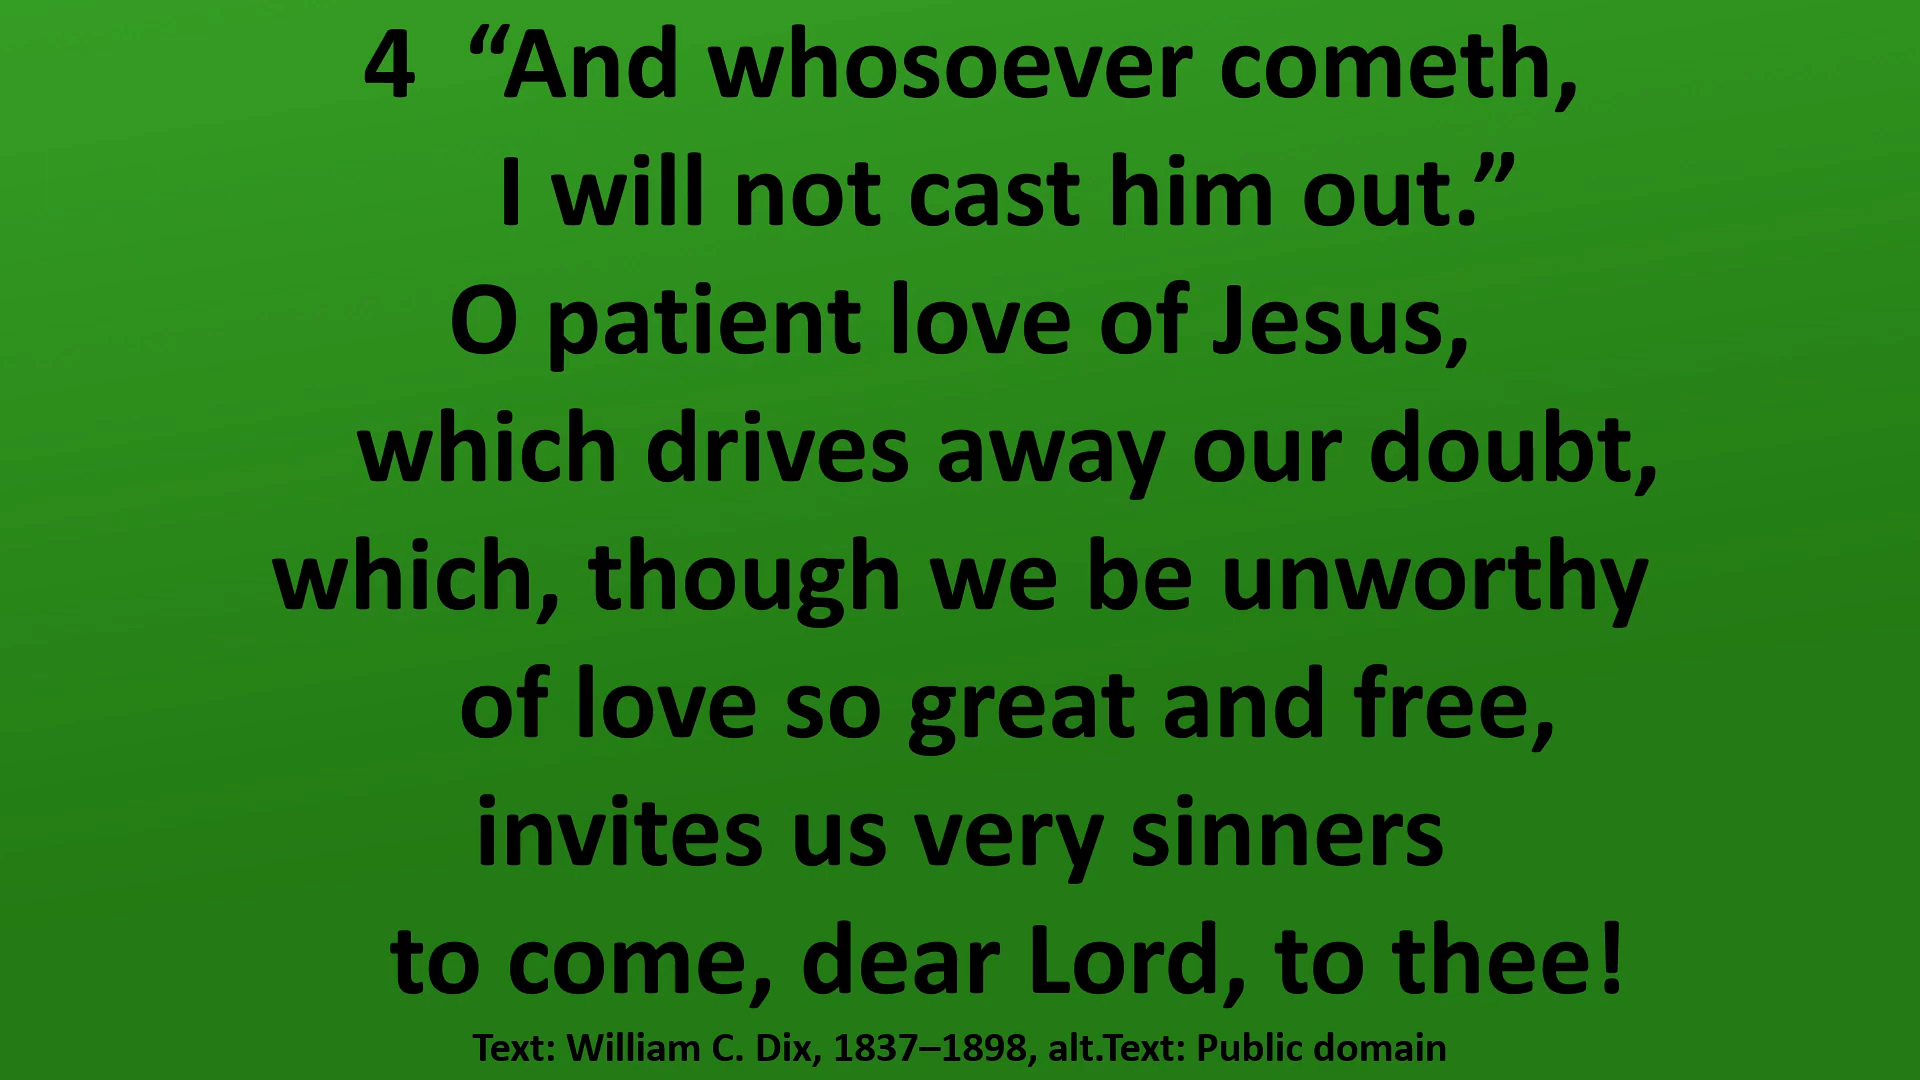 4 “And whosoever cometh,
I will not cast him out.”
O patient love of Jesus,
which drives away our doubt,
which, though we be unworthy
of love so great and free,
invites us very sinners
to come, dear Lord, to thee!
Text: William C. Dix, 1837–1898, alt.Text: Public domain